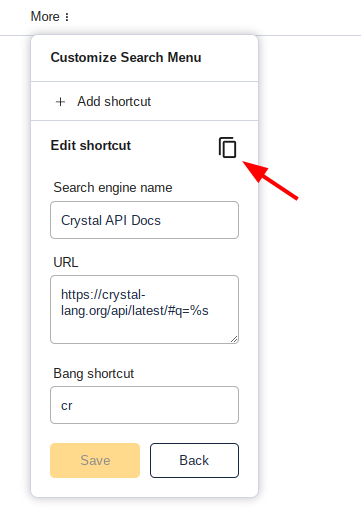 More
Customize Search Menu
+ Add shortcut
Edit shortcut
Search engine name
Crystal API Docs
URL
https://crystal-
lang.org/api/latest/#q=%s
Bang shortcut
cr
Save Back